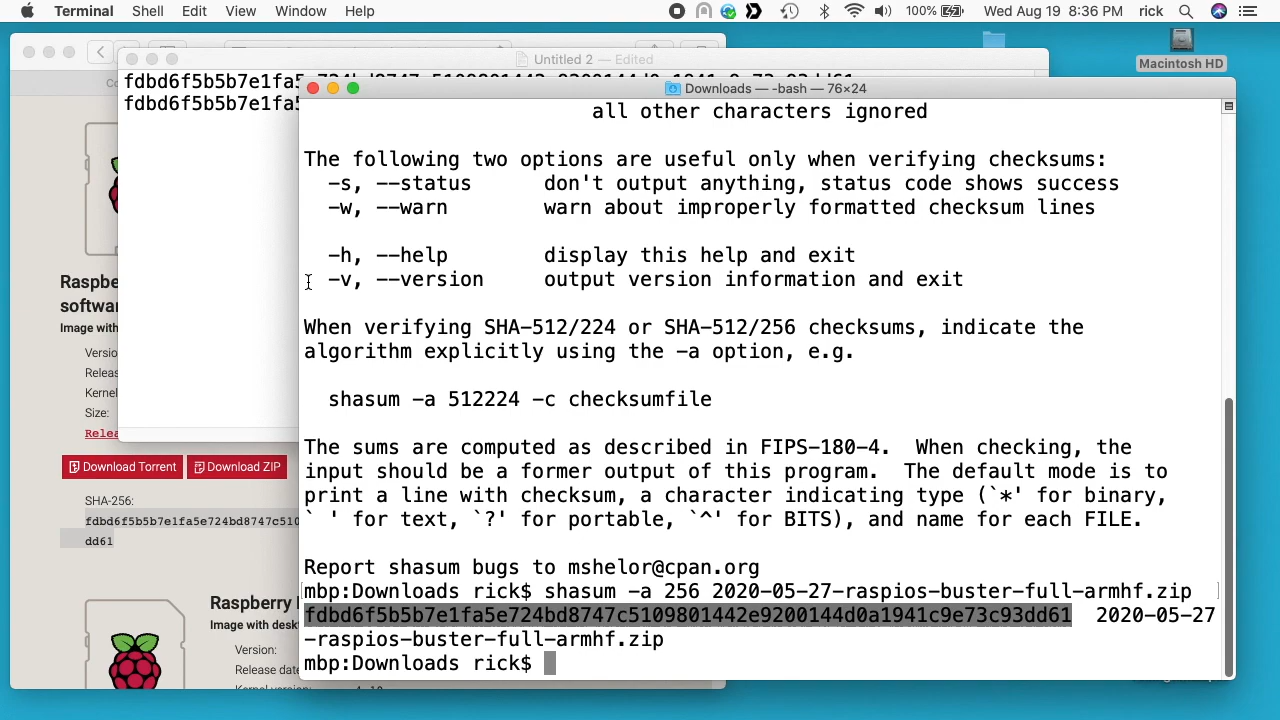 Terminal Shell Edit View Window Help 100% Wed Aug 19 8:36 PM rick
Macintosh HD
Untitled 2 — Edited
fdbd6f5b5b7e1fa5
fdbd6f5b5b7e1fa5
Downloads — -bash — 76×24
all other characters ignored
The following two options are useful only when verifying checksums:
-s, --status don't output anything, status code shows success
-w, --warn warn about improperly formatted checksum lines
-h, --help display this help and exit
-v, --version output version information and exit
When verifying SHA-512/224 or SHA-512/256 checksums, indicate the
algorithm explicitly using the -a option, e.g.
shasum -a 512224 -c checksumfile
The sums are computed as described in FIPS-180-4. When checking, the
input should be a former output of this program. The default mode is to
print a line with checksum, a character indicating type (`*' for binary,
` ' for text, `?' for portable, `^' for BITS), and name for each FILE.
Report shasum bugs to mshelor@cpan.org
mbp:Downloads rick$ shasum -a 256 2020-05-27-raspios-buster-full-armhf.zip
fdbd6f5b5b7e1fa5e724bd8747c5109801442e9200144d0a1941c9e73c93dd61 2020-05-27
-raspios-buster-full-armhf.zip
mbp:Downloads rick$
Raspbe
softwar
Image with
Versio
Releas
Kernel
Size:
Relea
Download Torrent Download ZIP
SHA-256:
fdbd6f5b5b7e1fa5e724bd8747c510
dd61
Raspberry
Image with desk
Version:
Release date